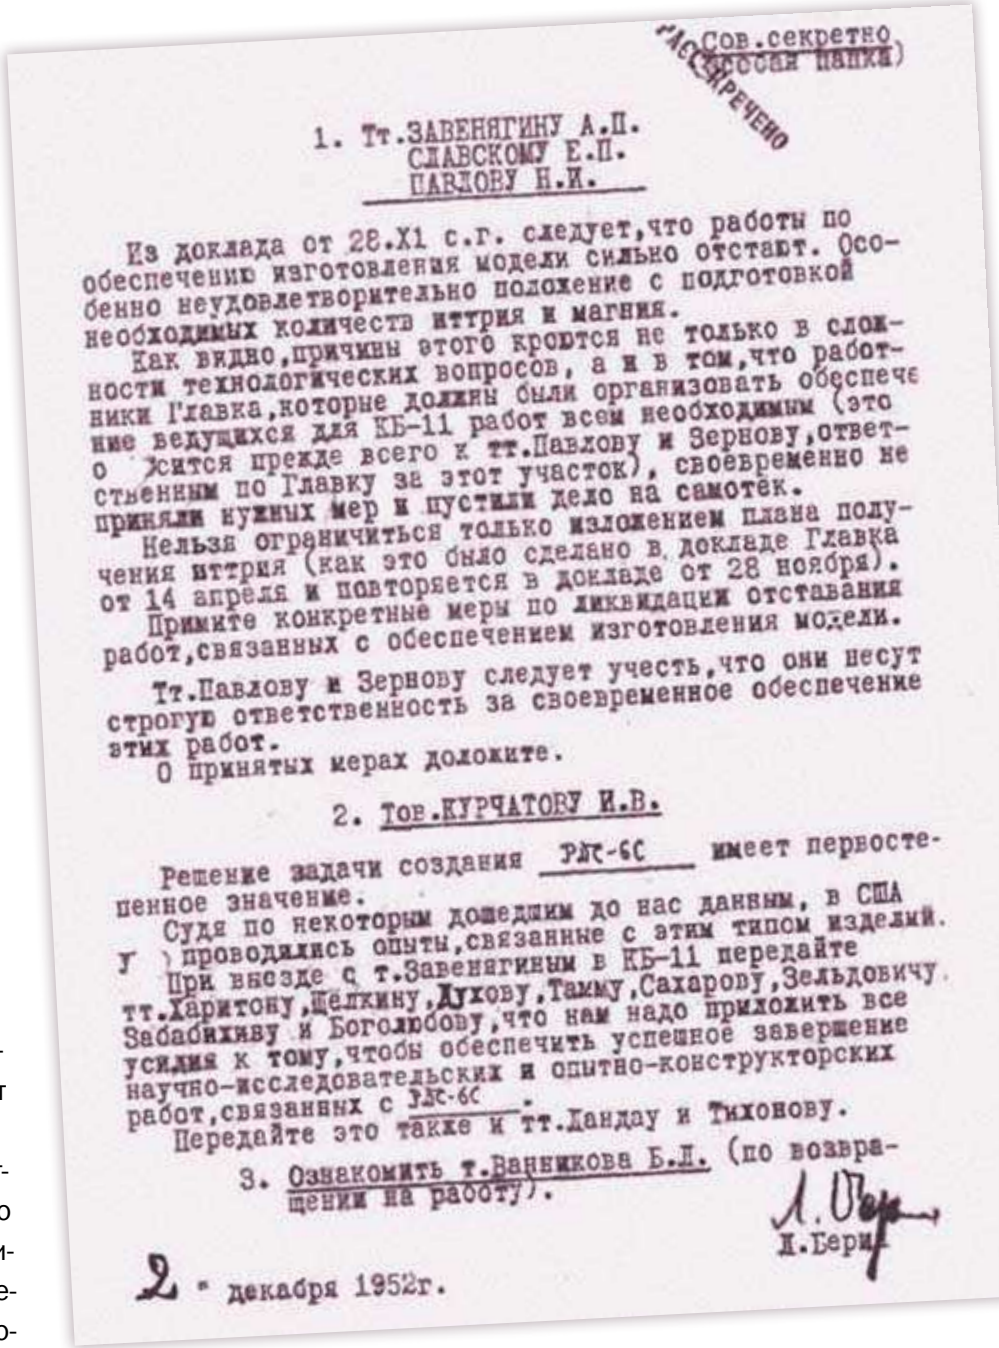 Сов.секретно
(особая папка)
РАССЕКРЕЧЕНО
1. Тт.ЗАВЕНЯГИНУ А.П.
СЛАВСКОМУ Е.П.
ПАВЛОВУ Н.И.
Из доклада от 28.X1 с.г. следует,что работы по
обеспечению изготовления модели сильно отстают. Осо-
бенно неудовлетворительно положение с подготовкой
необходимых количеств иттрия и магния.
Как видно,причины этого кроются не только в слож-
ности технологических вопросов, а и в том,что работ-
ники Главка,которые должны были организовать обеспече
ние ведущихся для КБ-11 работ всем необходимым (это
о сится прежде всего к тт.Павлову и Зернову,ответ-
ственным по Главку за этот участок), своевременно не
приняли нужных мер и пустили дело на самотек.
Нельзя ограничиться только изложением плана полу-
чения иттрия (как это было сделано в докладе Главка
от 14 апреля и повторяется в докладе от 28 ноября).
Примите конкретные меры по ликвидации отставания
работ,связанных с обеспечением изготовления модели.
Тт.Павлову и Зернову следует учесть,что они несут
строгую ответственность за своевременное обеспечение
этих работ.
О принятых мерах доложите.
2. Тов.КУРЧАТОВУ И.В.
Решение задачи создания РДС-6С имеет первосте-
пенное значение.
Судя по некоторым дошедшим до нас данным, в США
проводились опыты,связанные с этим типом изделий.
При выезде с т.Завенягиным в КБ-11 передайте
тт.Харитону,Щелкину,Духову,Тамму,Сахарову,Зельдовичу,
Забабихину и Боголюбову,что нам надо приложить все
усилия к тому,чтобы обеспечить успешное завершение
научно-исследовательских и опытно-конструкторских
работ,связанных с РДС-6С.
Передайте это также и тт.Ландау и Тихонову.
3. Ознакомить т.Ванникова Б.Л. (по возвра-
щении на работу).
Л. Бер
Л.Берия
2 " декабря 1952г.
-
т
т-
о
и-
е-
о-